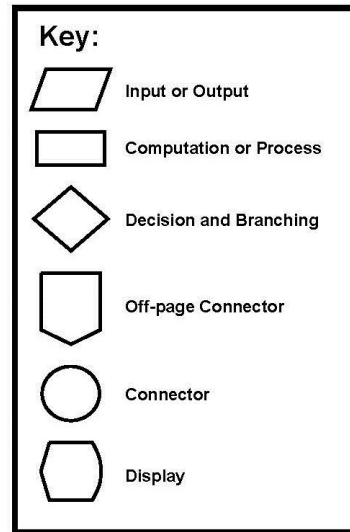 Key:
Input or Output
Computation or Process
Decision and Branching
Off-page Connector
Connector
Display